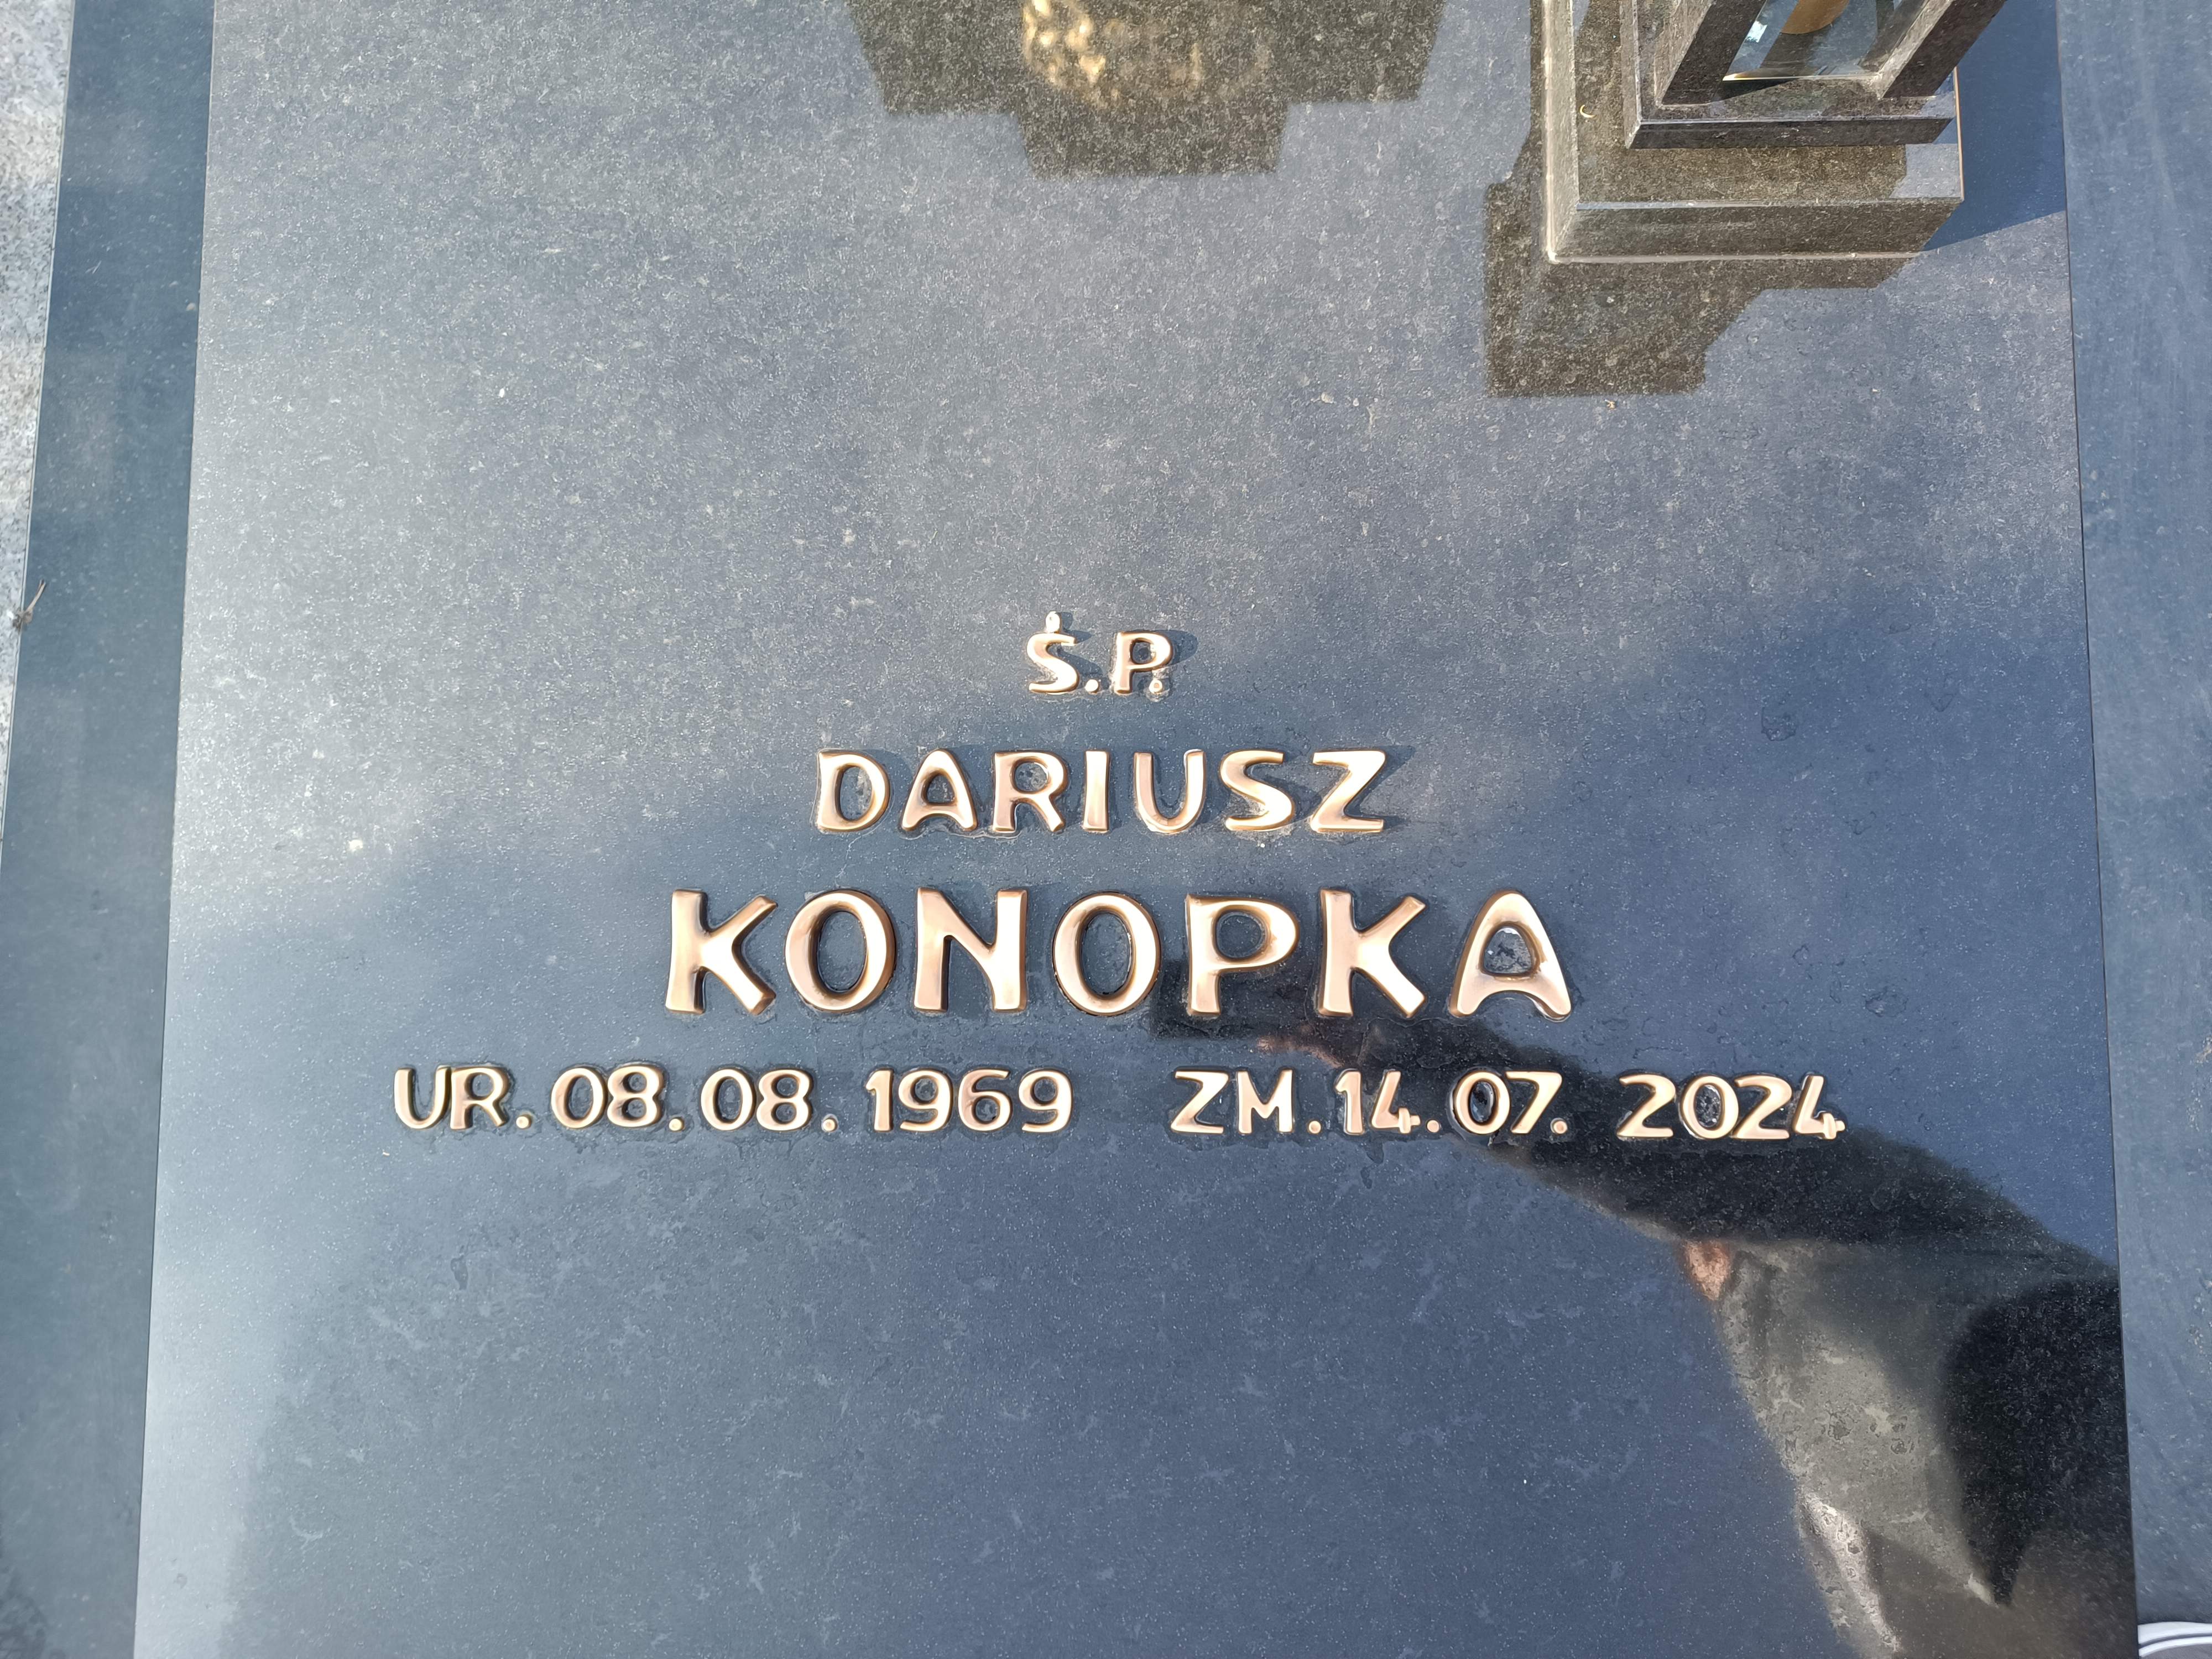 Ś.P.
DARIUSZ
KONOPKA
UR. 08.08.1969 ZM. 14.07.2024